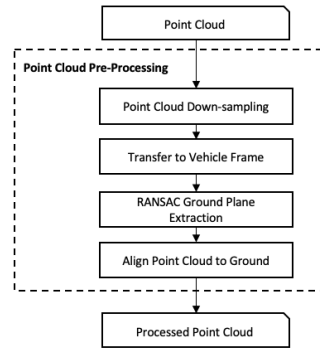 Point Cloud
Point Cloud Pre-Processing
Point Cloud Down-sampling
Transfer to Vehicle Frame
RANSAC Ground Plane
Extraction
Align Point Cloud to Ground
Processed Point Cloud